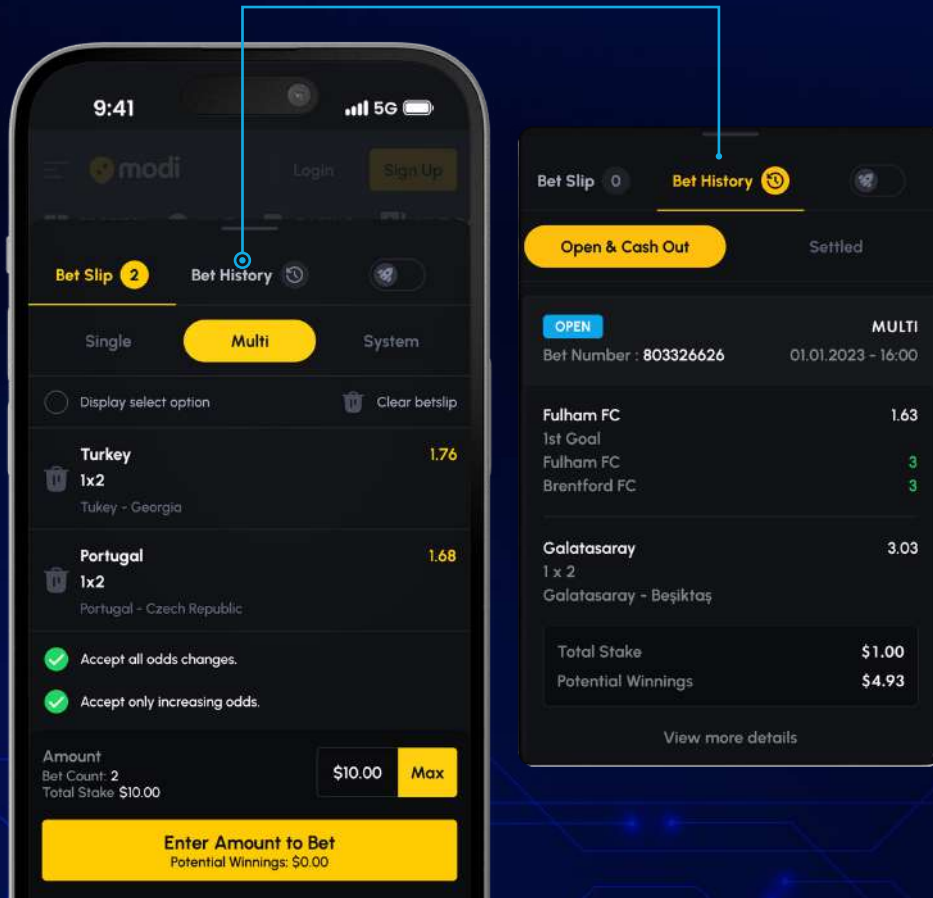 9:41
5G
modi
Login
Sign Up
Bet Slip 2
Bet History
Single
Multi
System
Display select option
Clear betslip
Turkey
1.76
1x2
Tukey - Georgia
Portugal
1.68
1x2
Portugal - Czech Republic
Accept all odds changes.
Accept only increasing odds.
Amount
Bet Count: 2
Total Stake $10.00
$10.00
Max
Enter Amount to Bet
Potential Winnings: $0.00
Bet Slip 0
Bet History
Open & Cash Out
Settled
OPEN
MULTI
Bet Number : 803326626
01.01.2023 - 16:00
Fulham FC
1.63
1st Goal
Fulham FC
3
Brentford FC
3
Galatasaray
3.03
1 x 2
Galatasaray - Beşiktaş
Total Stake
$1.00
Potential Winnings
$4.93
View more details